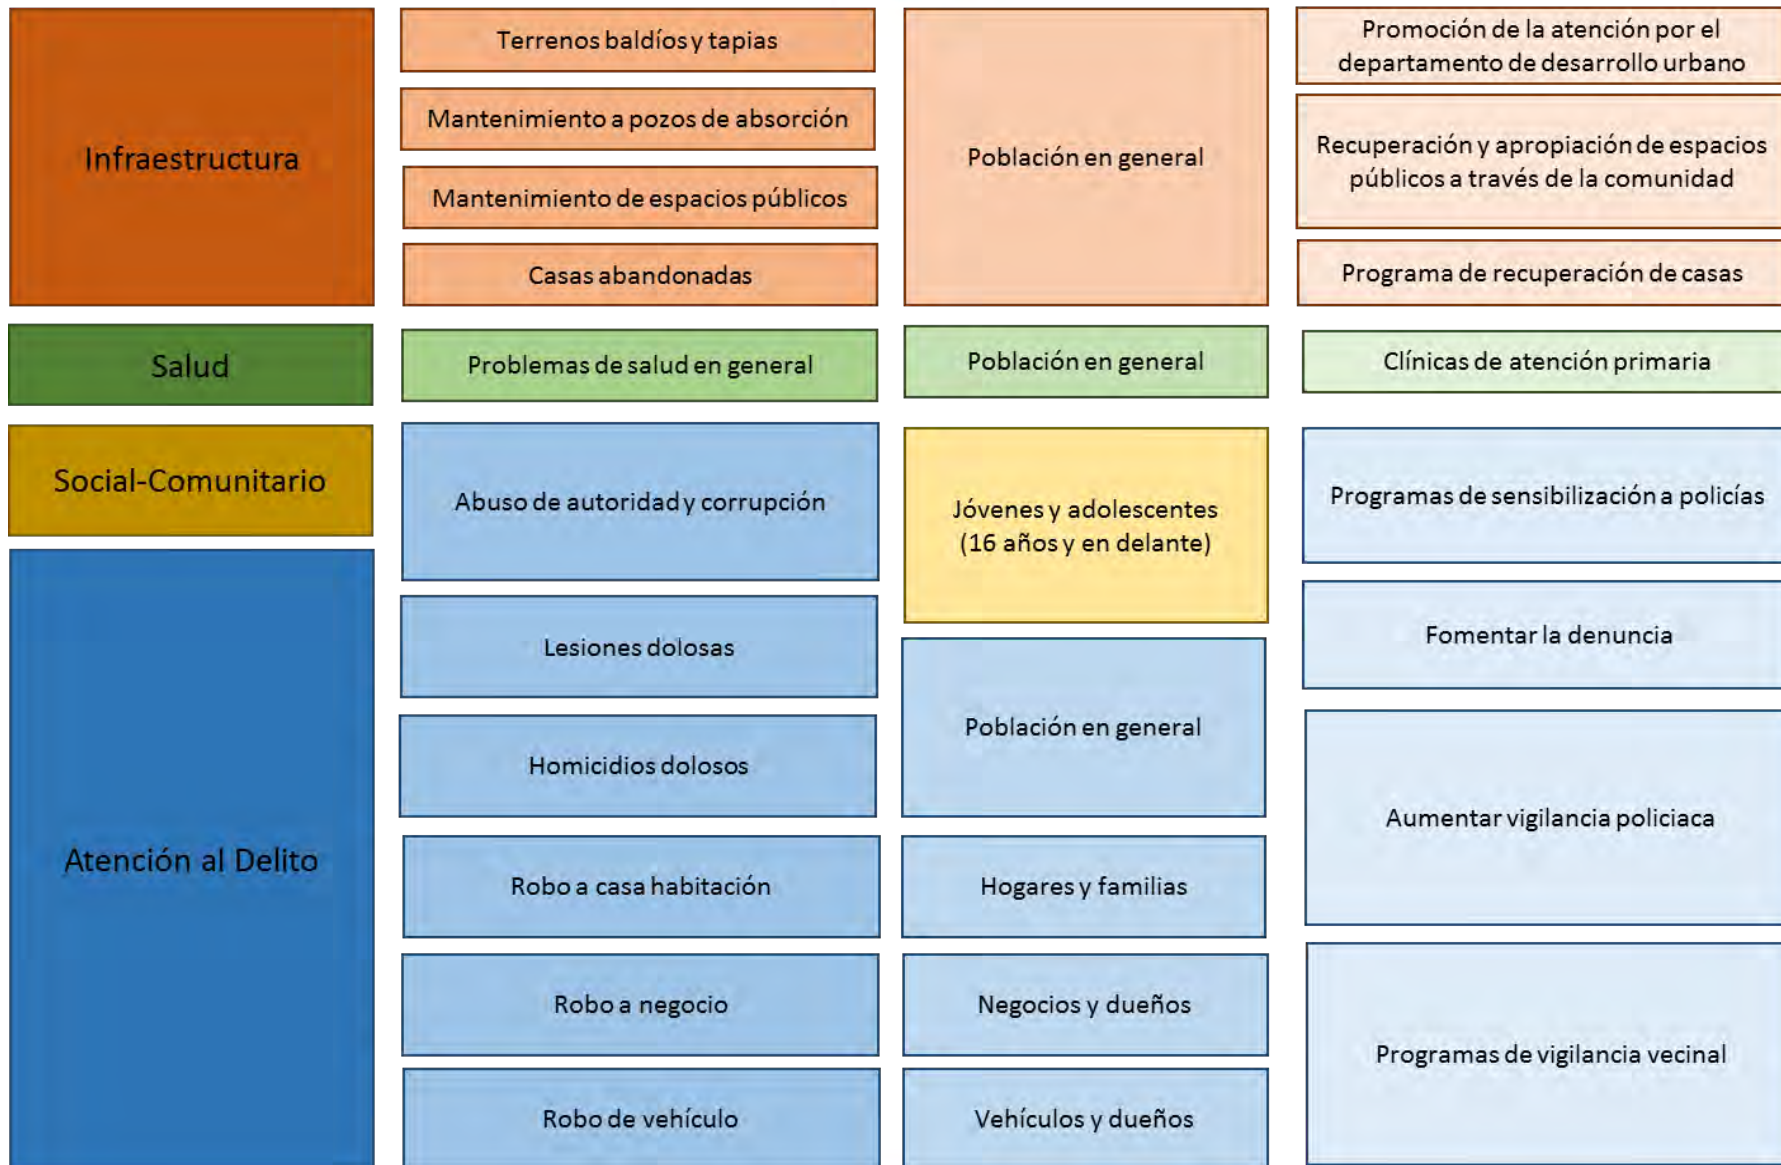 Infraestructura
Terrenos baldíos y tapias
Mantenimiento a pozos de absorción
Mantenimiento de espacios públicos
Casas abandonadas
Población en general
Promoción de la atención por el
departamento de desarrollo urbano
Recuperación y apropiación de espacios
públicos a través de la comunidad
Programa de recuperación de casas
Salud
Problemas de salud en general
Población en general
Clínicas de atención primaria
Social-Comunitario
Abuso de autoridad y corrupción
Jóvenes y adolescentes
(16 años y en delante)
Programas de sensibilización a policías
Atención al Delito
Lesiones dolosas
Homicidios dolosos
Robo a casa habitación
Robo a negocio
Robo de vehículo
Población en general
Hogares y familias
Negocios y dueños
Vehículos y dueños
Fomentar la denuncia
Aumentar vigilancia policiaca
Programas de vigilancia vecinal